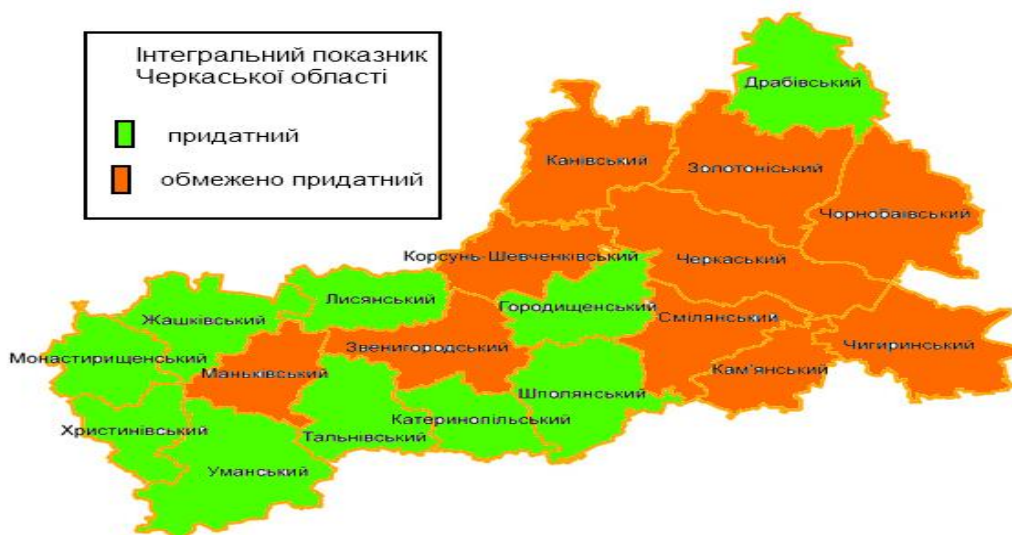 Інтегральний показник
Черкаської області
придатний
обмежено придатний
Драбівський
Канівський
Золотоніський
Чорнобаївський
Корсунь-Шевченківський
Черкаський
Лисянський
Городищенський
Жашківський
Смілянський
Звенигородський
Чигиринський
Монастирищенський
Маньківський
Кам'янський
Шполянський
Катеринопільський
Христинівський
Тальнівський
Уманський